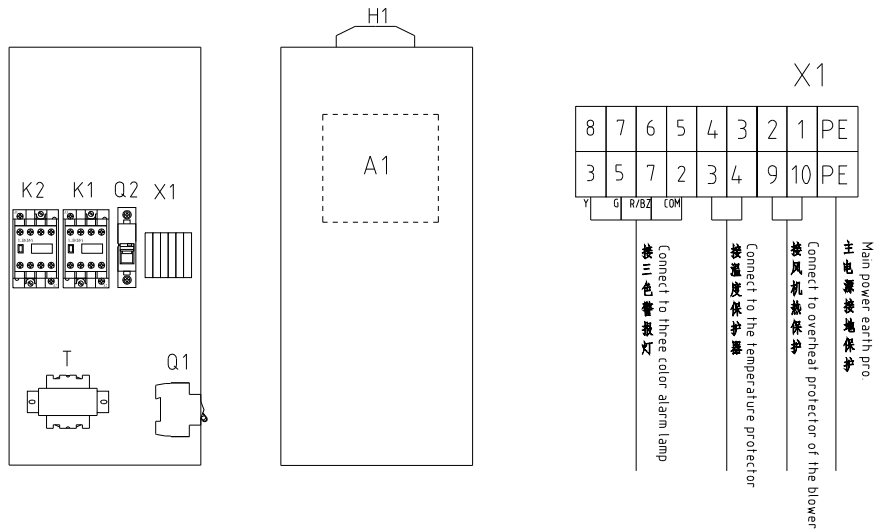 H1
A1
K2 K1 Q2 X1
T
Q1
X1
8 7 6 5 4 3 2 1 PE
3 5 7 2 3 4 9 10 PE
Y G R/BZ COM
接三色警报灯
Connect to three color alarm lamp
接温度保护器
Connect to the temperature protector
接风机热保护
Connect to overheat protector of the blower
主电源接地保护
Main power earth pro.